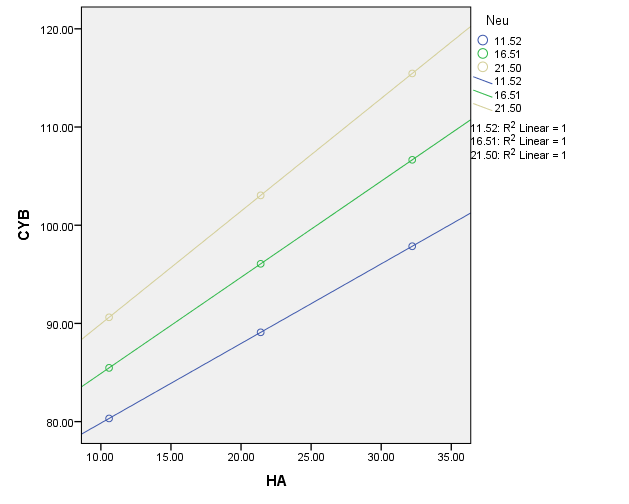 120.00
110.00
100.00
90.00
80.00
CYB
10.00 15.00 20.00 25.00 30.00 35.00
HA
Neu
11.52
16.51
21.50
11.52
16.51
21.50
11.52: R² Linear = 1
16.51: R² Linear = 1
21.50: R² Linear = 1